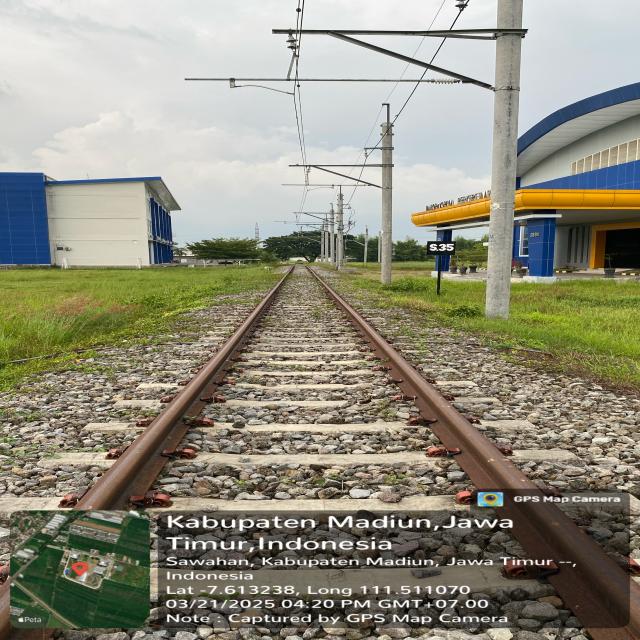 S.35
GPS Map Camera
Kabupaten Madiun,Jawa
Timur,Indonesia
Sawahan, Kabupaten Madiun, Jawa Timur --,
Indonesia
Lat -7.613238, Long 111.511070
03/21/2025 04:20 PM GMT+07.00
Note : Captured by GPS Map Camera
Peta